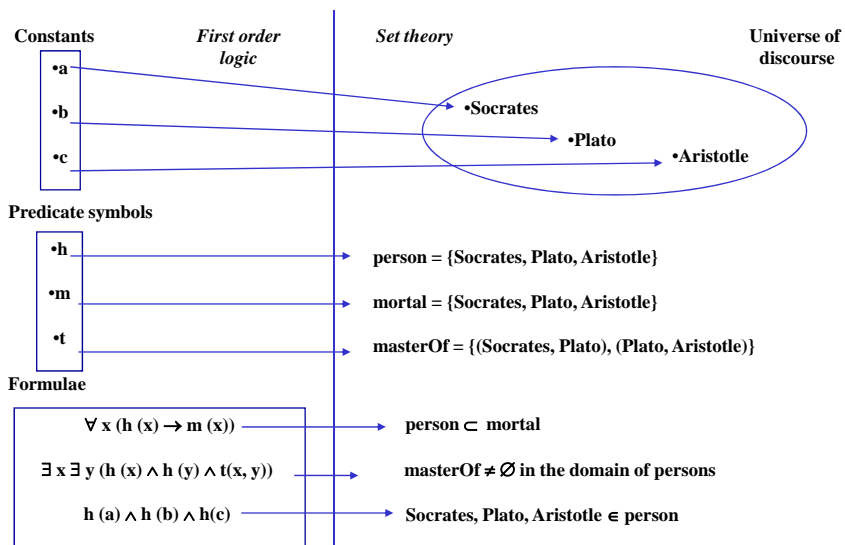 Constants
First order
logic
Set theory
Universe of
discourse
•a
•b
•c
•Socrates
•Plato
•Aristotle
Predicate symbols
•h
person = {Socrates, Plato, Aristotle}
•m
mortal = {Socrates, Plato, Aristotle}
•t
masterOf = {(Socrates, Plato), (Plato, Aristotle)}
Formulae
∀ x (h (x) → m (x))
person ⊂ mortal
∃ x ∃ y (h (x) ∧ h (y) ∧ t(x, y))
masterOf ≠ ∅ in the domain of persons
h (a) ∧ h (b) ∧ h(c)
Socrates, Plato, Aristotle ∈ person